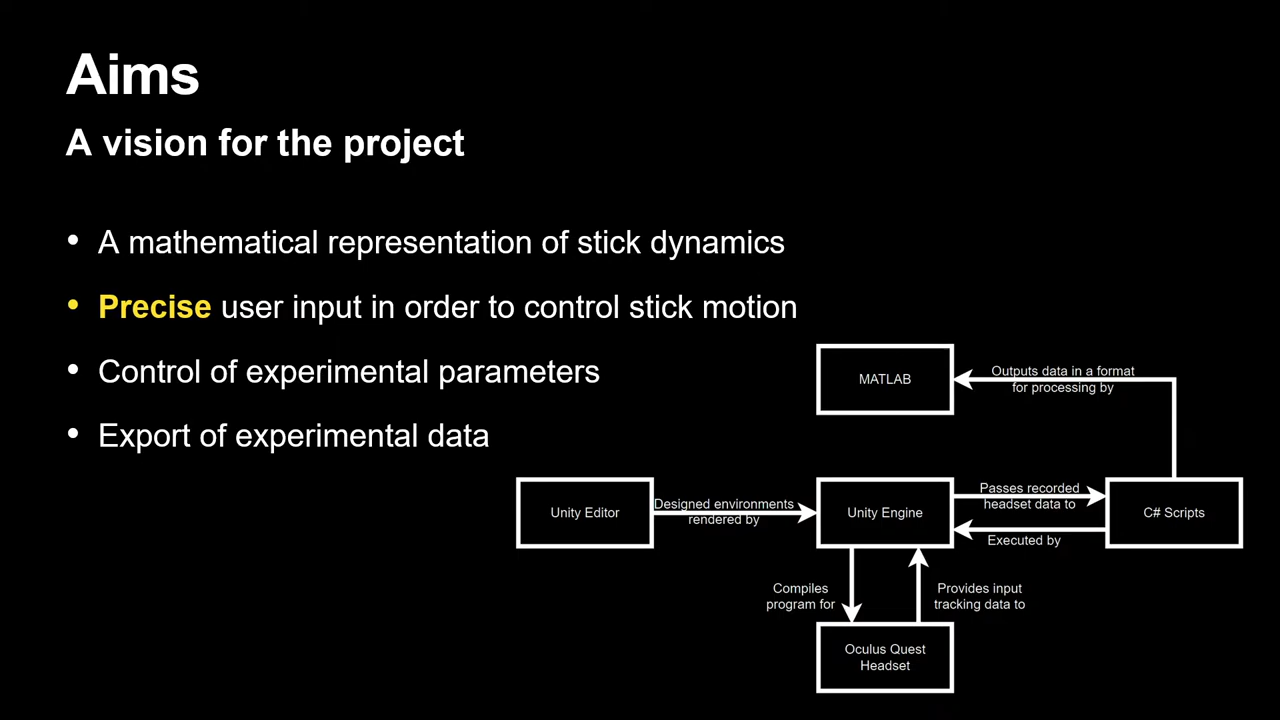 Aims
A vision for the project
• A mathematical representation of stick dynamics
• Precise user input in order to control stick motion
• Control of experimental parameters
• Export of experimental data
MATLAB
Outputs data in a format
for processing by
Unity Editor
Designed environments
rendered by
Unity Engine
Passes recorded
headset data to
Executed by
C# Scripts
Compiles
program for
Provides input
tracking data to
Oculus Quest
Headset